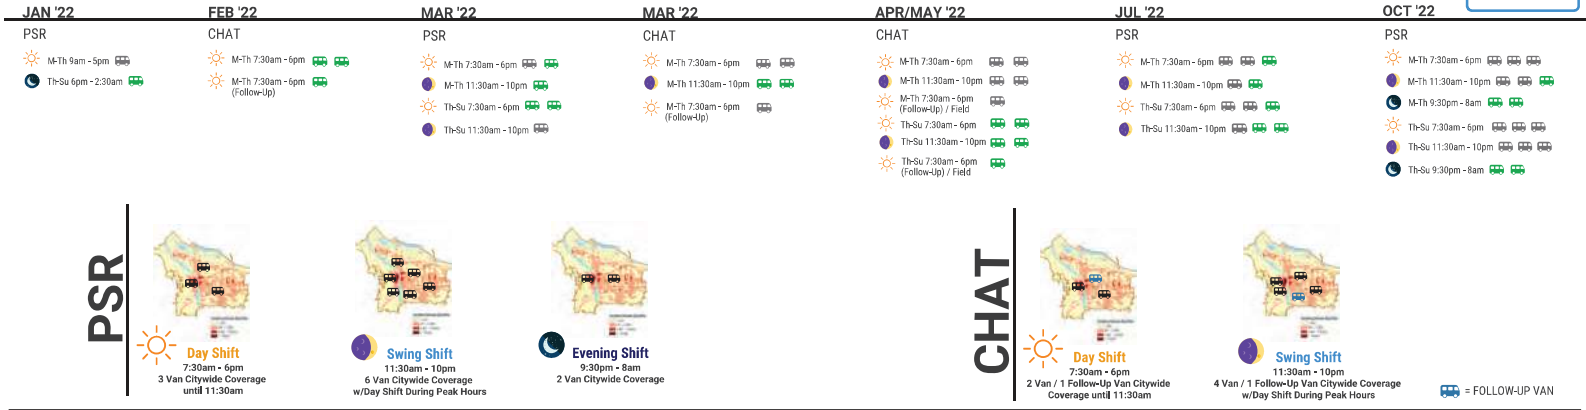 JAN '22
FEB '22
MAR '22
MAR '22
APR/MAY '22
JUL '22
OCT '22
PSR
M-Th 9am - 5pm
Th-Su 6pm - 2:30am
CHAT
M-Th 7:30am - 6pm
M-Th 7:30am - 6pm
(Follow-Up)
PSR
M-Th 7:30am - 6pm
M-Th 11:30am - 10pm
Th-Su 7:30am - 6pm
Th-Su 11:30am - 10pm
CHAT
M-Th 7:30am - 6pm
M-Th 11:30am - 10pm
M-Th 7:30am - 6pm
(Follow-Up)
CHAT
M-Th 7:30am - 6pm
M-Th 11:30am - 10pm
M-Th 7:30am - 6pm
(Follow-Up) / Field
Th-Su 7:30am - 6pm
Th-Su 11:30am - 10pm
Th-Su 7:30am - 6pm
(Follow-Up) / Field
PSR
M-Th 7:30am - 6pm
M-Th 11:30am - 10pm
Th-Su 7:30am - 6pm
Th-Su 11:30am - 10pm
PSR
M-Th 7:30am - 6pm
M-Th 11:30am - 10pm
M-Th 9:30pm - 8am
Th-Su 7:30am - 6pm
Th-Su 11:30am - 10pm
Th-Su 9:30pm - 8am
PSR
Day Shift
7:30am - 6pm
3 Van Citywide Coverage
until 11:30am
Swing Shift
11:30am - 10pm
6 Van Citywide Coverage
w/Day Shift During Peak Hours
Evening Shift
9:30pm - 8am
2 Van Citywide Coverage
CHAT
Day Shift
7:30am - 6pm
2 Van / 1 Follow-Up Van Citywide
Coverage until 11:30am
Swing Shift
11:30am - 10pm
4 Van / 1 Follow-Up Van Citywide Coverage
w/Day Shift During Peak Hours
= FOLLOW-UP VAN